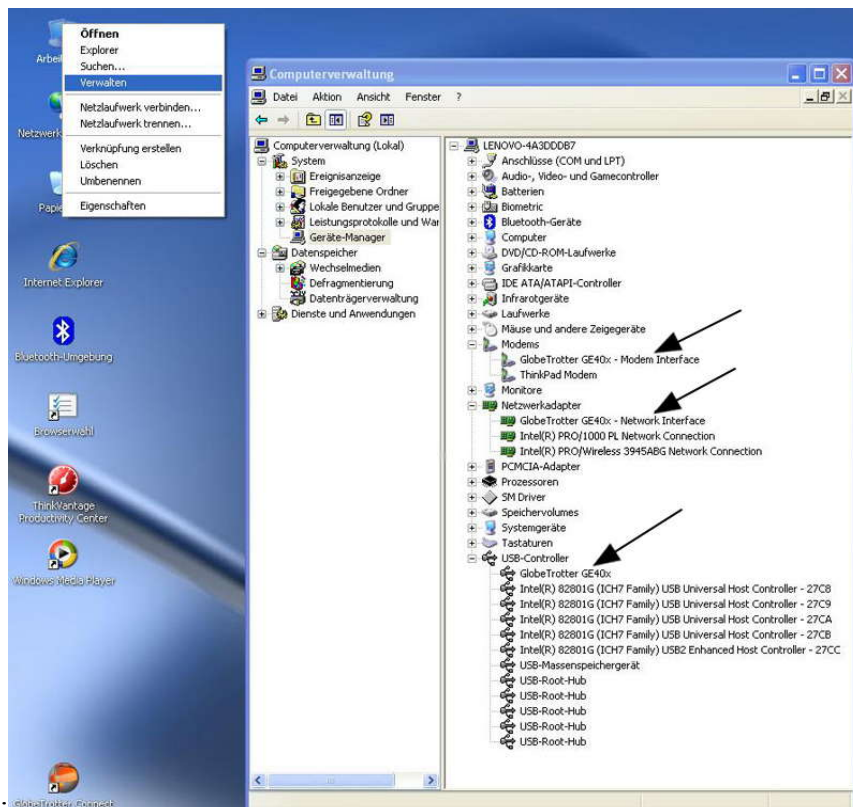 Öffnen
Explorer
Suchen...
Verwalten
Netzlaufwerk verbinden...
Netzlaufwerk trennen...
Verknüpfung erstellen
Löschen
Umbenennen
Eigenschaften
Arbei
Netzwerk
Papie
Internet Explorer
Bluetooth-Umgebung
Browserwahl
ThinkVantage
Productivity Center
Windows Media Player
GlobeTrotter Connect
Computerverwaltung
Datei Aktion Ansicht Fenster ?
Computerverwaltung (Lokal)
System
Ereignisanzeige
Freigegebene Ordner
Lokale Benutzer und Gruppe
Leistungsprotokolle und War
Geräte-Manager
Datenspeicher
Wechselmedien
Defragmentierung
Datenträgerverwaltung
Dienste und Anwendungen
LENOVO-4A3DDDB7
Anschlüsse (COM und LPT)
Audio-, Video- und Gamecontroller
Batterien
Biometric
Bluetooth-Geräte
Computer
DVD/CD-ROM-Laufwerke
Grafikkarte
IDE ATA/ATAPI-Controller
Infrarotgeräte
Laufwerke
Mäuse und andere Zeigegeräte
Modems
GlobeTrotter GE40x - Modem Interface
ThinkPad Modem
Monitore
Netzwerkadapter
GlobeTrotter GE40x - Network Interface
Intel(R) PRO/1000 PL Network Connection
Intel(R) PRO/Wireless 3945ABG Network Connection
PCMCIA-Adapter
Prozessoren
SM Driver
Speichervolumes
Systemgeräte
Tastaturen
USB-Controller
GlobeTrotter GE40x
Intel(R) 82801G (ICH7 Family) USB Universal Host Controller - 27C8
Intel(R) 82801G (ICH7 Family) USB Universal Host Controller - 27C9
Intel(R) 82801G (ICH7 Family) USB Universal Host Controller - 27CA
Intel(R) 82801G (ICH7 Family) USB Universal Host Controller - 27CB
Intel(R) 82801G (ICH7 Family) USB2 Enhanced Host Controller - 27CC
USB-Massenspeichergerät
USB-Root-Hub
USB-Root-Hub
USB-Root-Hub
USB-Root-Hub
USB-Root-Hub